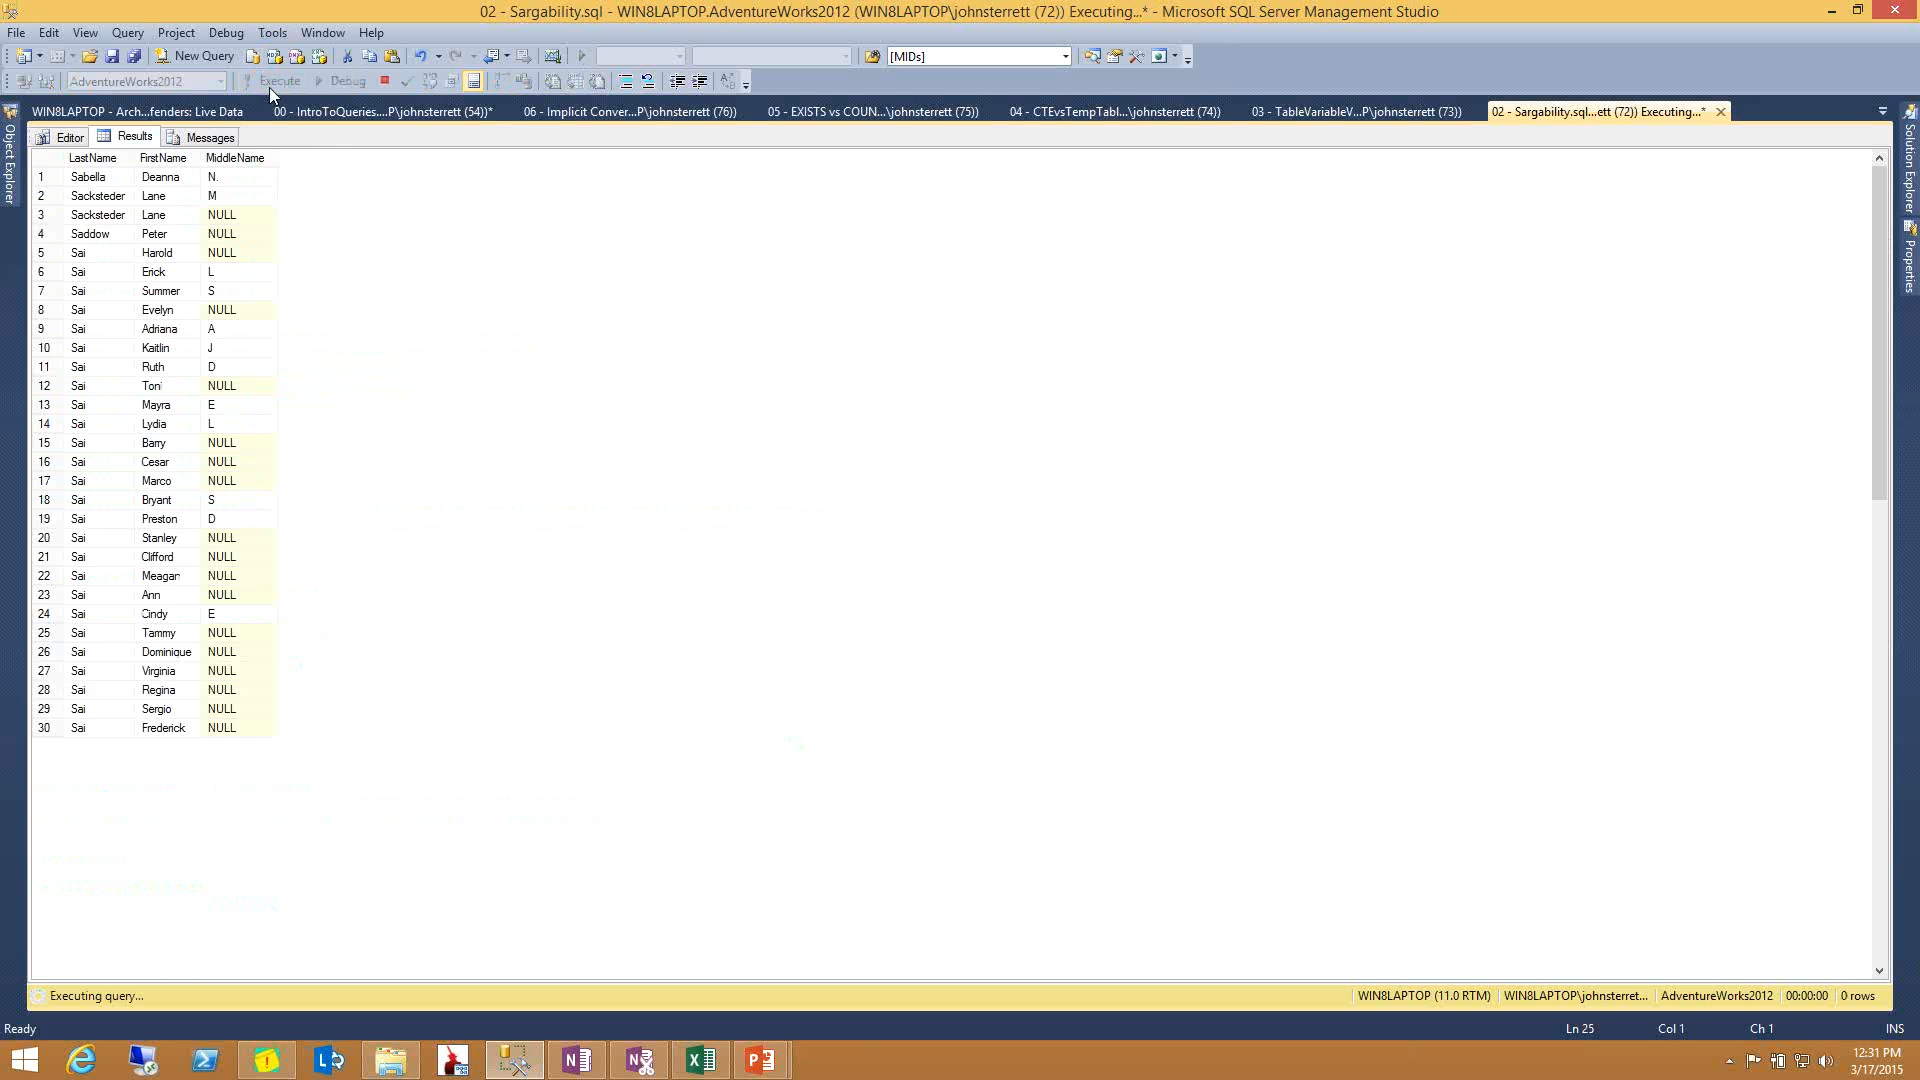 02 - Sargability.sql - WIN8LAPTOP.AdventureWorks2012 (WIN8LAPTOP\johnsterrett (72)) Executing...* - Microsoft SQL Server Management Studio
File Edit View Query Project Debug Tools Window Help
New Query [MIDs]
AdventureWorks2012 Execute Debug
WIN8LAPTOP - Arch...fenders: Live Data 00 - IntroToQueries....P\johnsterrett (54))* 06 - Implicit Conver...P\johnsterrett (76)) 05 - EXISTS vs COUN...\johnsterrett (75)) 04 - CTEvsTempTabl...\johnsterrett (74)) 03 - TableVariableV...P\johnsterrett (73)) 02 - Sargability.sql...ett (72)) Executing...*
Object Explorer
Solution Explorer
Properties
Editor Results Messages
LastName FirstName MiddleName
1 Sabella Deanna N.
2 Sacksteder Lane M
3 Sacksteder Lane NULL
4 Saddow Peter NULL
5 Sai Harold NULL
6 Sai Erick L
7 Sai Summer S
8 Sai Evelyn NULL
9 Sai Adriana A
10 Sai Kaitlin J
11 Sai Ruth D
12 Sai Toni NULL
13 Sai Mayra E
14 Sai Lydia L
15 Sai Barry NULL
16 Sai Cesar NULL
17 Sai Marco NULL
18 Sai Bryant S
19 Sai Preston D
20 Sai Stanley NULL
21 Sai Clifford NULL
22 Sai Meagan NULL
23 Sai Ann NULL
24 Sai Cindy E
25 Sai Tammy NULL
26 Sai Dominique NULL
27 Sai Virginia NULL
28 Sai Regina NULL
29 Sai Sergio NULL
30 Sai Frederick NULL
Executing query... WIN8LAPTOP (11.0 RTM) WIN8LAPTOP\johnsterret... AdventureWorks2012 00:00:00 0 rows
Ready Ln 25 Col 1 Ch 1 INS
12:31 PM
3/17/2015